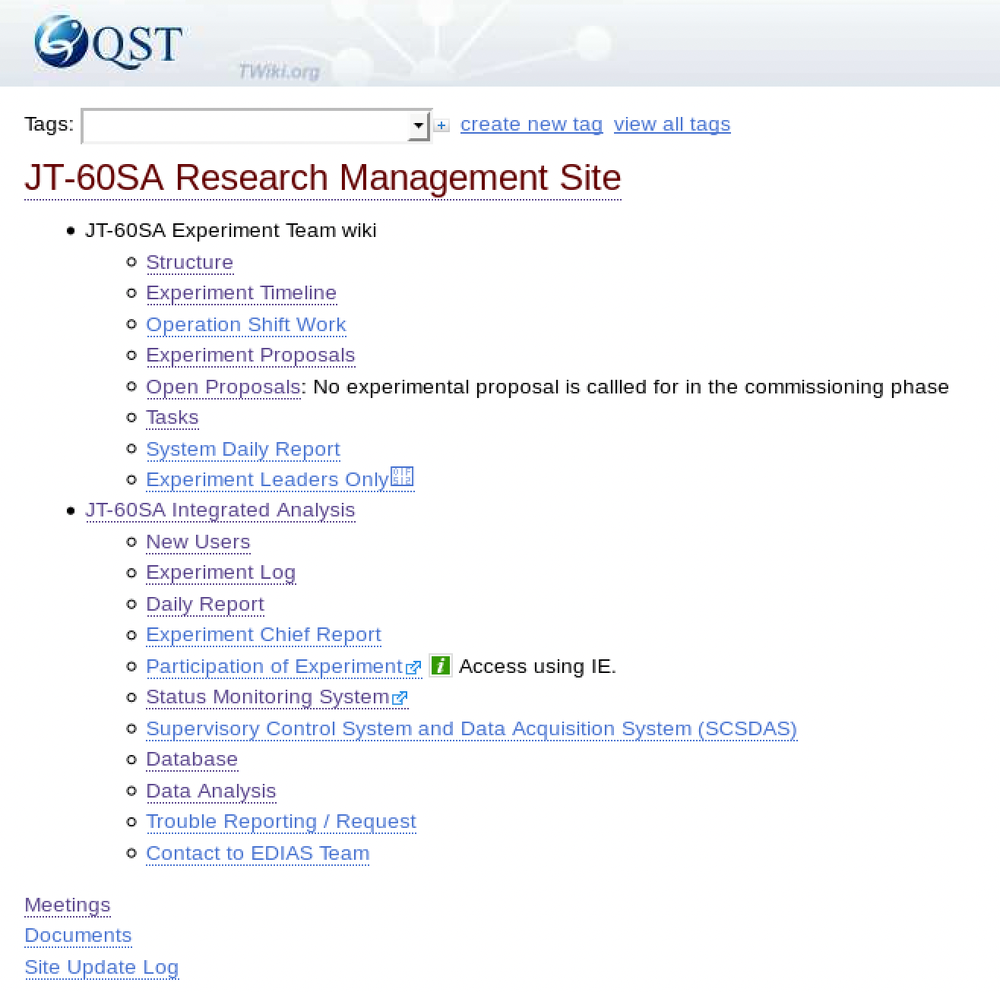 QST
TWiki.org
Tags: create new tag view all tags
JT-60SA Research Management Site
JT-60SA Experiment Team wiki
Structure
Experiment Timeline
Operation Shift Work
Experiment Proposals
Open Proposals: No experimental proposal is callled for in the commissioning phase
Tasks
System Daily Report
Experiment Leaders Only
JT-60SA Integrated Analysis
New Users
Experiment Log
Daily Report
Experiment Chief Report
Participation of Experiment i Access using IE.
Status Monitoring System
Supervisory Control System and Data Acquisition System (SCSDAS)
Database
Data Analysis
Trouble Reporting / Request
Contact to EDIAS Team
Meetings
Documents
Site Update Log